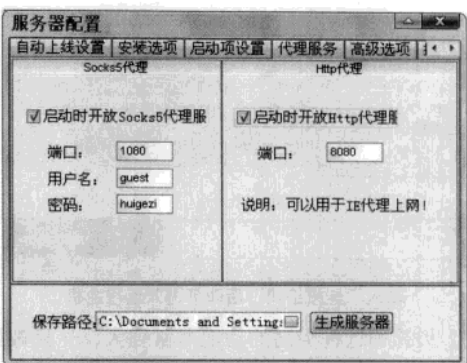 服务器配置
自动上线设置 安装选项 启动项设置 代理服务 高级选项
Socks5代理
Http代理
启动时开放Socks5代理服
启动时开放Http代理服
端口： 1080
端口： 8080
用户名： guest
密码： huigezi
说明：可以用于IE代理上网！
保存路径： C:\Documents and Setting
生成服务器